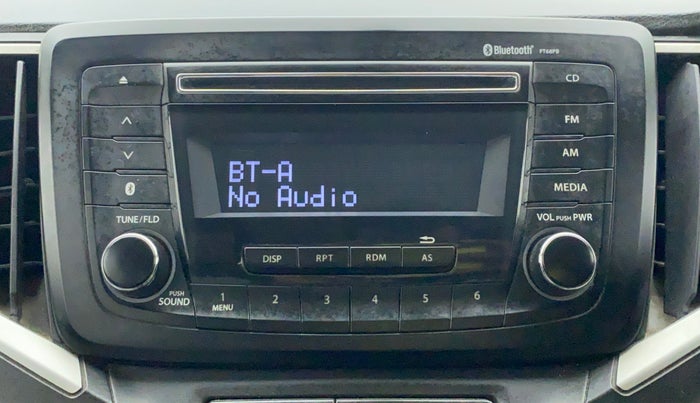 Bluetooth®
PT66PB
CD
FM
BT-A
AM
No Audio
MEDIA
TUNE/FLD
VOL PUSH PWR
DISP
RPT
RDM
AS
PUSH
SOUND
1
MENU
2
3
4
5
6